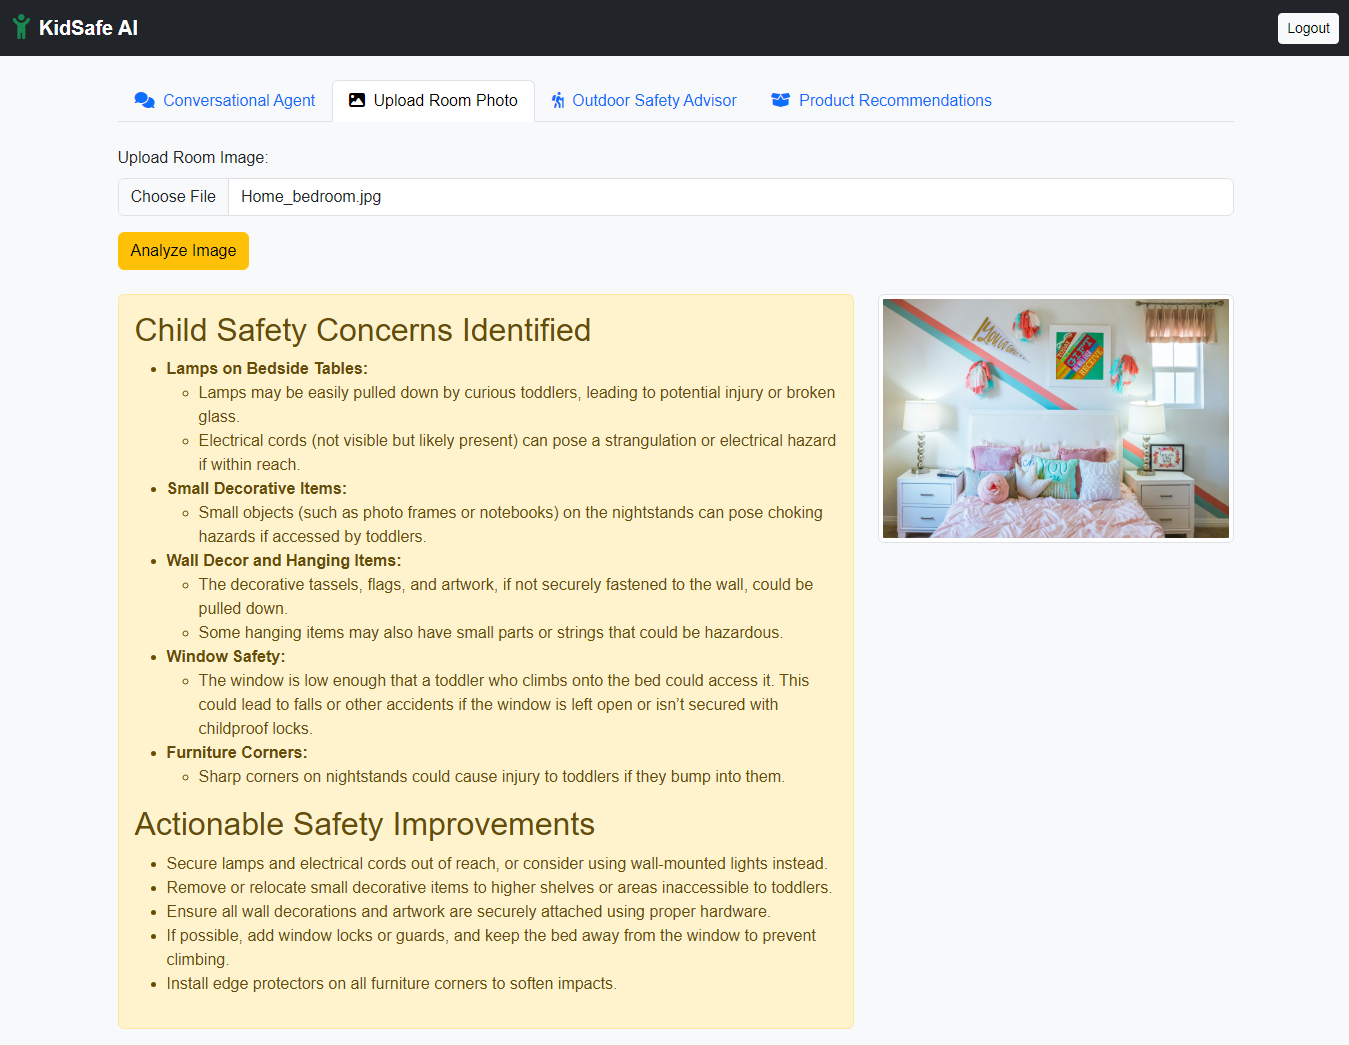 KidSafe AI
Logout
Conversational Agent
Upload Room Photo
Outdoor Safety Advisor
Product Recommendations
Upload Room Image:
Choose File
Home_bedroom.jpg
Analyze Image
Child Safety Concerns Identified
Lamps on Bedside Tables:
Lamps may be easily pulled down by curious toddlers, leading to potential injury or broken
glass.
Electrical cords (not visible but likely present) can pose a strangulation or electrical hazard
if within reach.
Small Decorative Items:
Small objects (such as photo frames or notebooks) on the nightstands can pose choking
hazards if accessed by toddlers.
Wall Decor and Hanging Items:
The decorative tassels, flags, and artwork, if not securely fastened to the wall, could be
pulled down.
Some hanging items may also have small parts or strings that could be hazardous.
Window Safety:
The window is low enough that a toddler who climbs onto the bed could access it. This
could lead to falls or other accidents if the window is left open or isn’t secured with
childproof locks.
Furniture Corners:
Sharp corners on nightstands could cause injury to toddlers if they bump into them.
Actionable Safety Improvements
Secure lamps and electrical cords out of reach, or consider using wall-mounted lights instead.
Remove or relocate small decorative items to higher shelves or areas inaccessible to toddlers.
Ensure all wall decorations and artwork are securely attached using proper hardware.
If possible, add window locks or guards, and keep the bed away from the window to prevent
climbing.
Install edge protectors on all furniture corners to soften impacts.
GIFT
RECEIVE
YOU